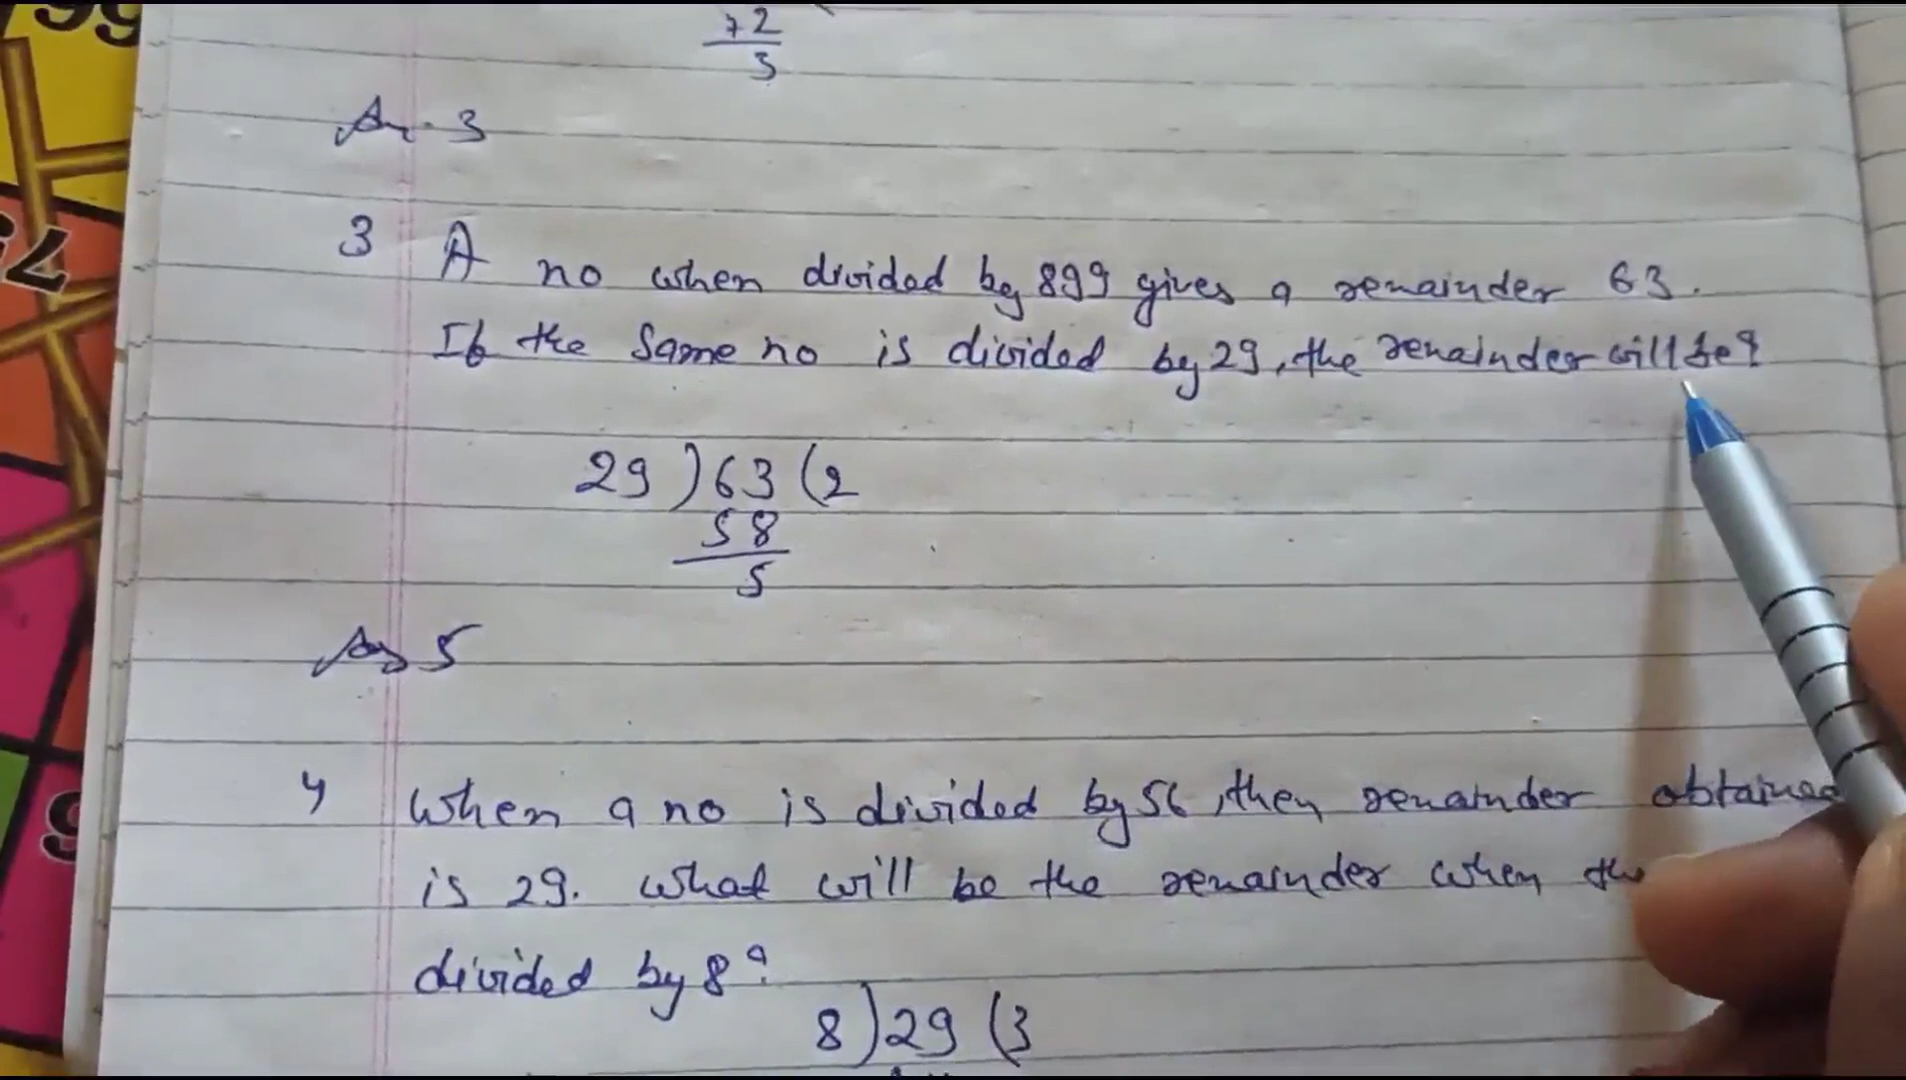 99
72
3
Ans. 3
3 A no when divided by 899 gives a remainder 63.
If the same no is divided by 29, the remainder will be?
29 ) 63 ( 2
58
5
Ans 5
4 When a no is divided by 56, then remainder obtained
is 29. What will be the remainder when the
divided by 8?
8 ) 29 ( 3